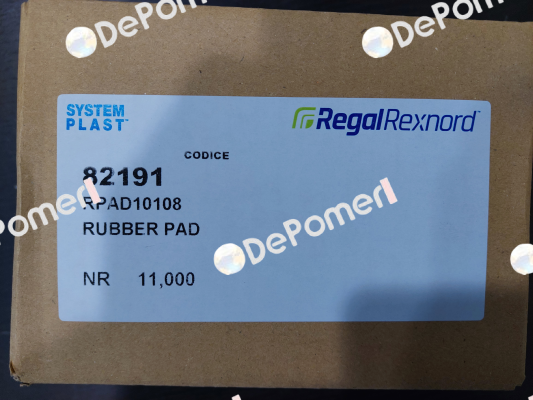 DePomerl
DePomerl
SYSTEM
PLAST
RegalRexnord
CODICE
82191
RPAD10108
RUBBER PAD
DePomerl
DePomerl
NR 11,000